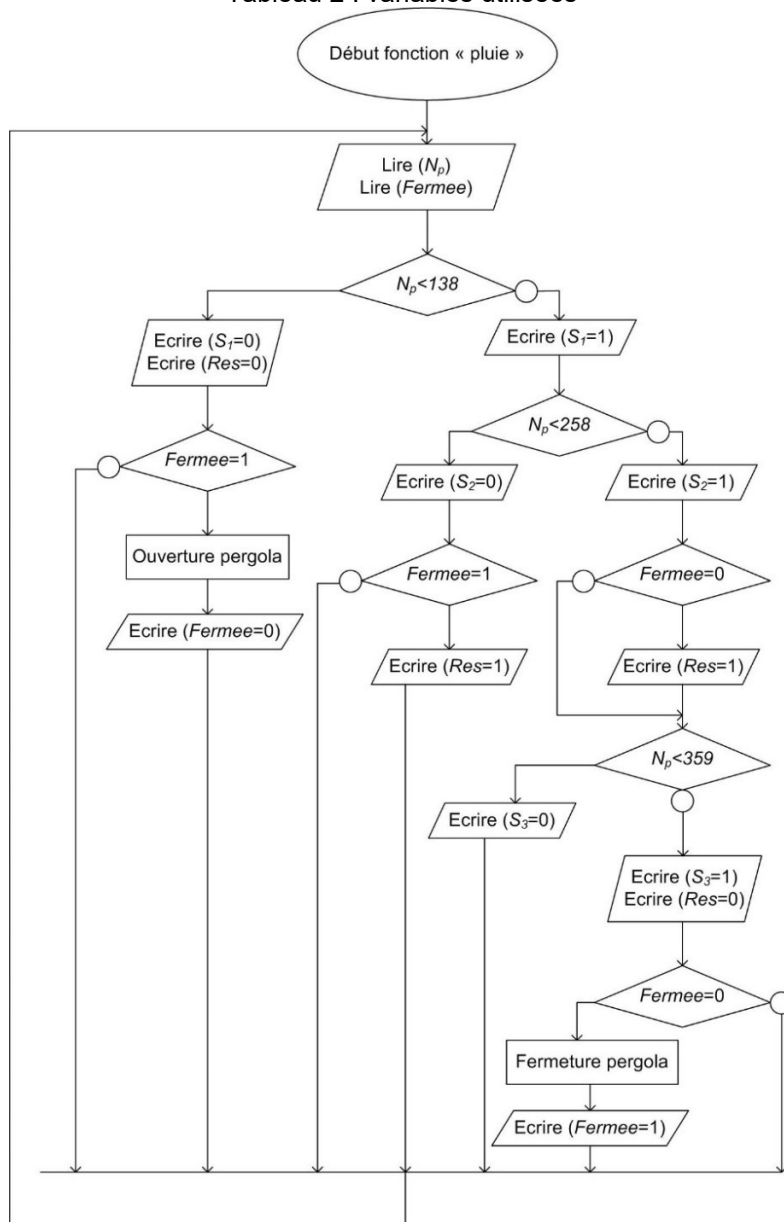 Tableau 2 : Variables utilisées
Début fonction « pluie »
Lire (Np)
Lire (Fermee)
Np<138
Ecrire (S1=0)
Ecrire (Res=0)
Ecrire (S1=1)
Np<258
Fermee=1
Ecrire (S2=0)
Ecrire (S2=1)
Ouverture pergola
Fermee=1
Fermee=0
Ecrire (Fermee=0)
Ecrire (Res=1)
Ecrire (Res=1)
Np<359
Ecrire (S3=0)
Ecrire (S3=1)
Ecrire (Res=0)
Fermee=0
Fermeture pergola
Ecrire (Fermee=1)